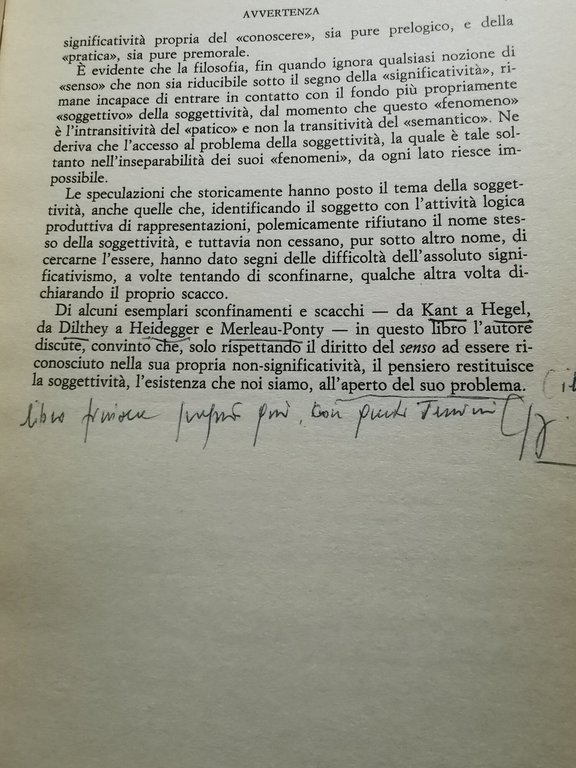 AVVERTENZA
significatività propria del «conoscere», sia pure prelogico, e della
«pratica», sia pure premorale.
È evidente che la filosofia, fin quando ignora qualsiasi nozione di
«senso» che non sia riducibile sotto il segno della «significatività», ri-
mane incapace di entrare in contatto con il fondo più propriamente
«soggettivo» della soggettività, dal momento che questo «fenomeno»
è l'intransitività del «patico» e non la transitività del «semantico». Ne
deriva che l'accesso al problema della soggettività, la quale è tale sol-
tanto nell'inseparabilità dei suoi «fenomeni», da ogni lato riesce im-
possibile.
Le speculazioni che storicamente hanno posto il tema della sogget-
tività, anche quelle che, identificando il soggetto con l'attività logica
produttiva di rappresentazioni, polemicamente rifiutano il nome stes-
so della soggettività, e tuttavia non cessano, pur sotto altro nome, di
cercarne l'essere, hanno dato segni delle difficoltà dell'assoluto signi-
ficativismo, a volte tentando di sconfinarne, qualche altra volta di-
chiarando il proprio scacco.
Di alcuni esemplari sconfinamenti e scacchi — da Kant a Hegel,
da Dilthey a Heidegger e Merleau-Ponty — in questo libro l'autore
discute, convinto che, solo rispettando il diritto del senso ad essere ri-
conosciuto nella sua propria non-significatività, il pensiero restituisce
la soggettività, l'esistenza che noi siamo, all'aperto del suo problema. (il
libro finisce proprio qui, con questi Termini